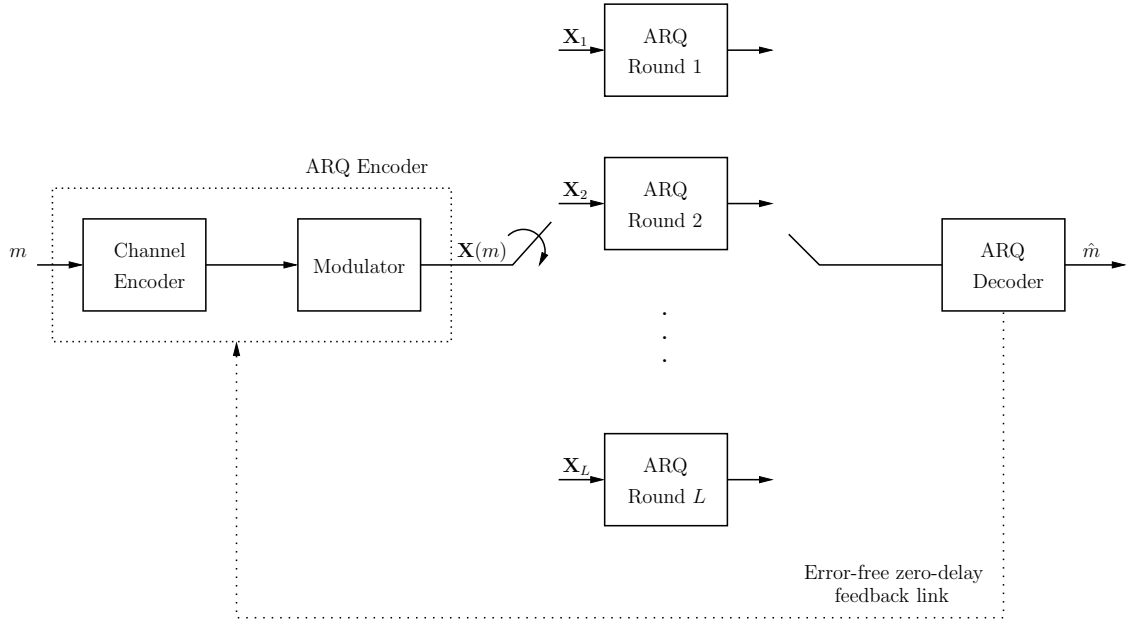 X₁
ARQ
Round 1
ARQ Encoder
X₂
ARQ
Round 2
m
Channel
Encoder
Modulator
X(m)
ARQ
Decoder
m̂
.
.
.
X_L
ARQ
Round L
Error-free zero-delay
feedback link